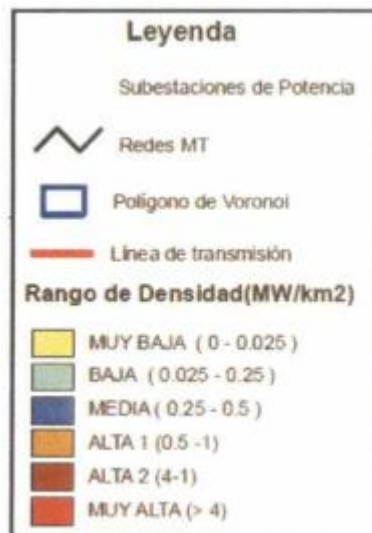 Leyenda
Subestaciones de Potencia
Redes MT
Polígono de Voronoi
Línea de transmisión
Rango de Densidad(MW/km2)
MUY BAJA ( 0 - 0.025 )
BAJA ( 0.025 - 0.25 )
MEDIA ( 0.25 - 0.5 )
ALTA 1 (0.5 -1)
ALTA 2 (4-1)
MUY ALTA (> 4)